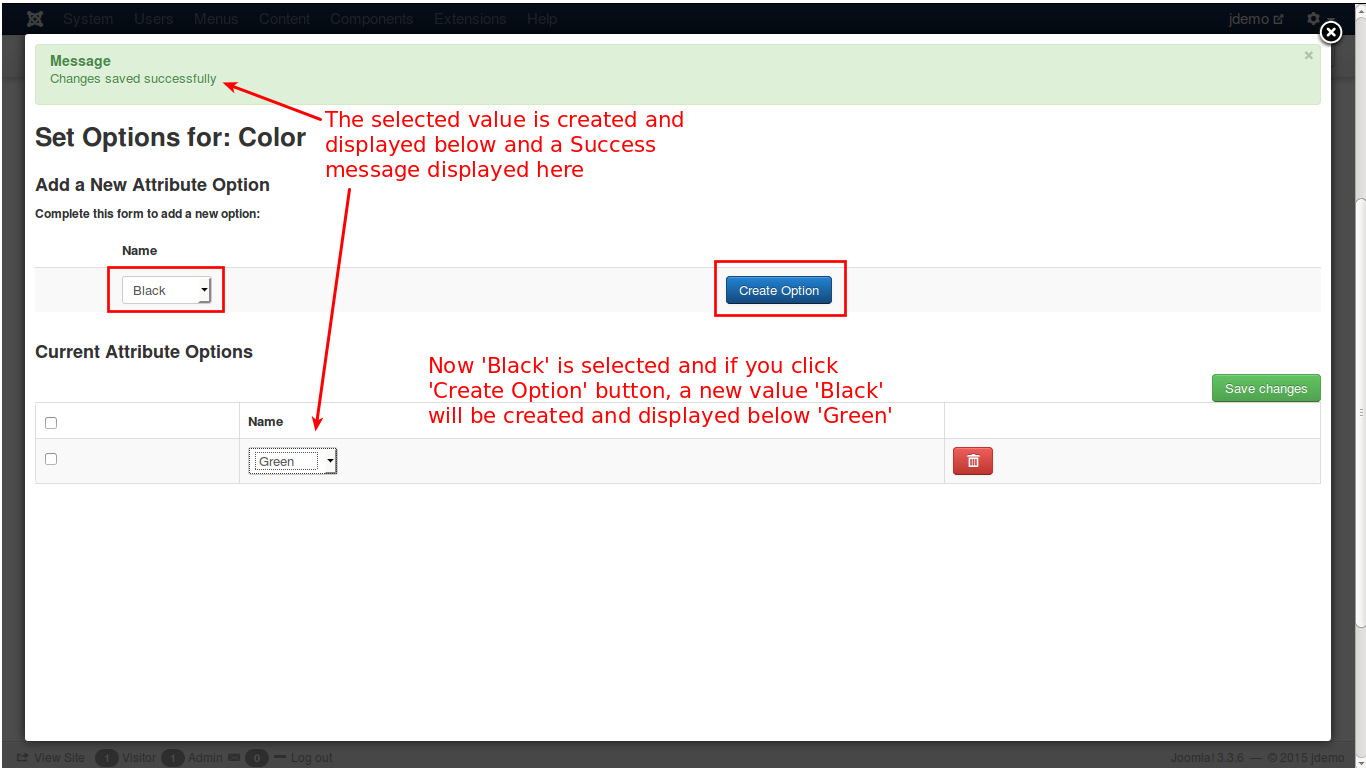 System Users Menus Content Components Extensions Help jdemo
Message
×
Changes saved successfully
The selected value is created and
displayed below and a Success
message displayed here
Set Options for: Color
Add a New Attribute Option
Complete this form to add a new option:
Name
Black
Create Option
Current Attribute Options
Now 'Black' is selected and if you click
'Create Option' button, a new value 'Black'
will be created and displayed below 'Green'
Save changes
Name
Green
View Site 1 Visitor 1 Admin 0 Log out Joomla! 3.3.6 — © 2015 jdemo